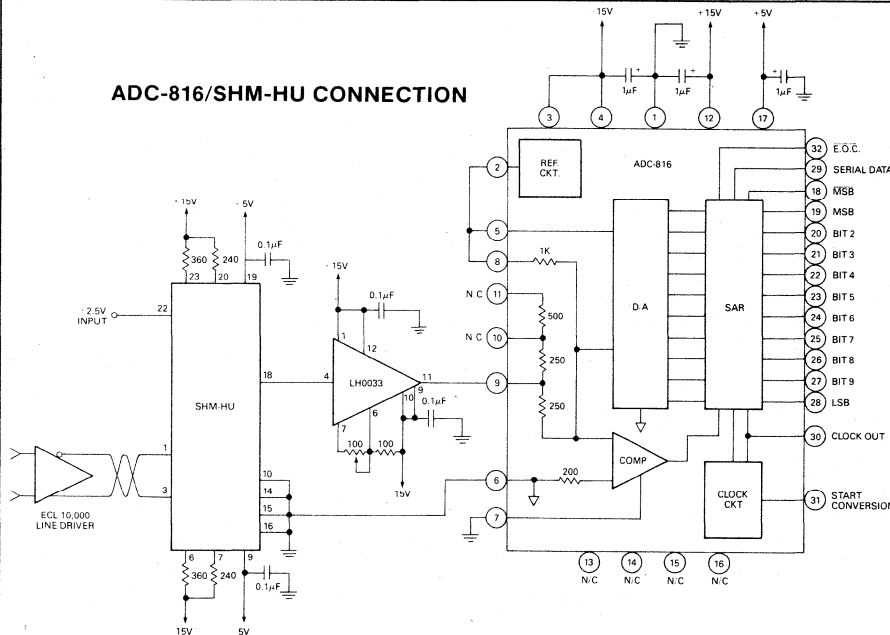 ADC-816/SHM-HU CONNECTION
15V
+15V
+5V
1µF
+
1µF
+
+
1µF
3
4
1
12
17
REF.
CKT.
ADC-816
2
5
8
1K
N C 11
500
N C 10
250
9
250
D/A
SAR
COMP
6
200
7
CLOCK
CKT
32 E.O.C.
29 SERIAL DATA
18 MSB
19 MSB
20 BIT 2
21 BIT 3
22 BIT 4
23 BIT 5
24 BIT 6
25 BIT 7
26 BIT 8
27 BIT 9
28 LSB
30 CLOCK OUT
31 START
CONVERSION
13
N/C
14
N/C
15
N/C
16
N/C
15V
5V
360
240
0.1µF
23
20
19
2.5V
INPUT
22
SHM-HU
18
1
3
10
14
15
16
ECL 10,000
LINE DRIVER
6
7
9
360
240
0.1µF
15V
5V
15V
0.1µF
1
12
4
LH0033
11
9
10
6
7
0.1µF
100
100
15V